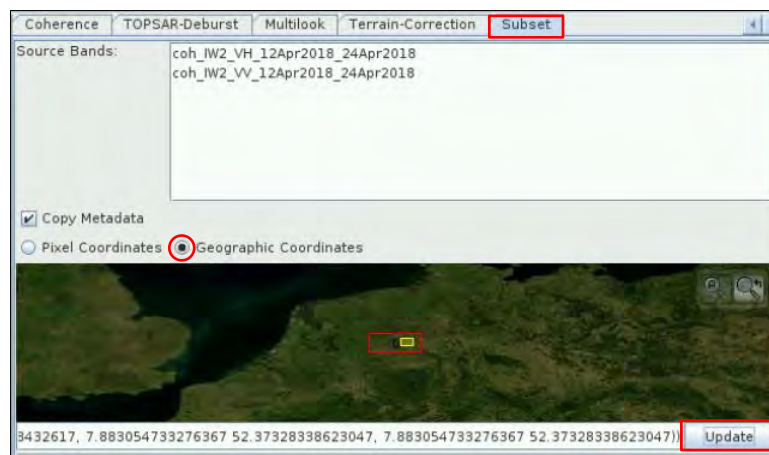 Coherence TOPSAR-Deburst Multilook Terrain-Correction Subset
Source Bands:
coh_IW2_VH_12Apr2018_24Apr2018
coh_IW2_VV_12Apr2018_24Apr2018
Copy Metadata
Pixel Coordinates Geographic Coordinates
3432617, 7.883054733276367 52.37328338623047, 7.883054733276367 52.37328338623047)) Update